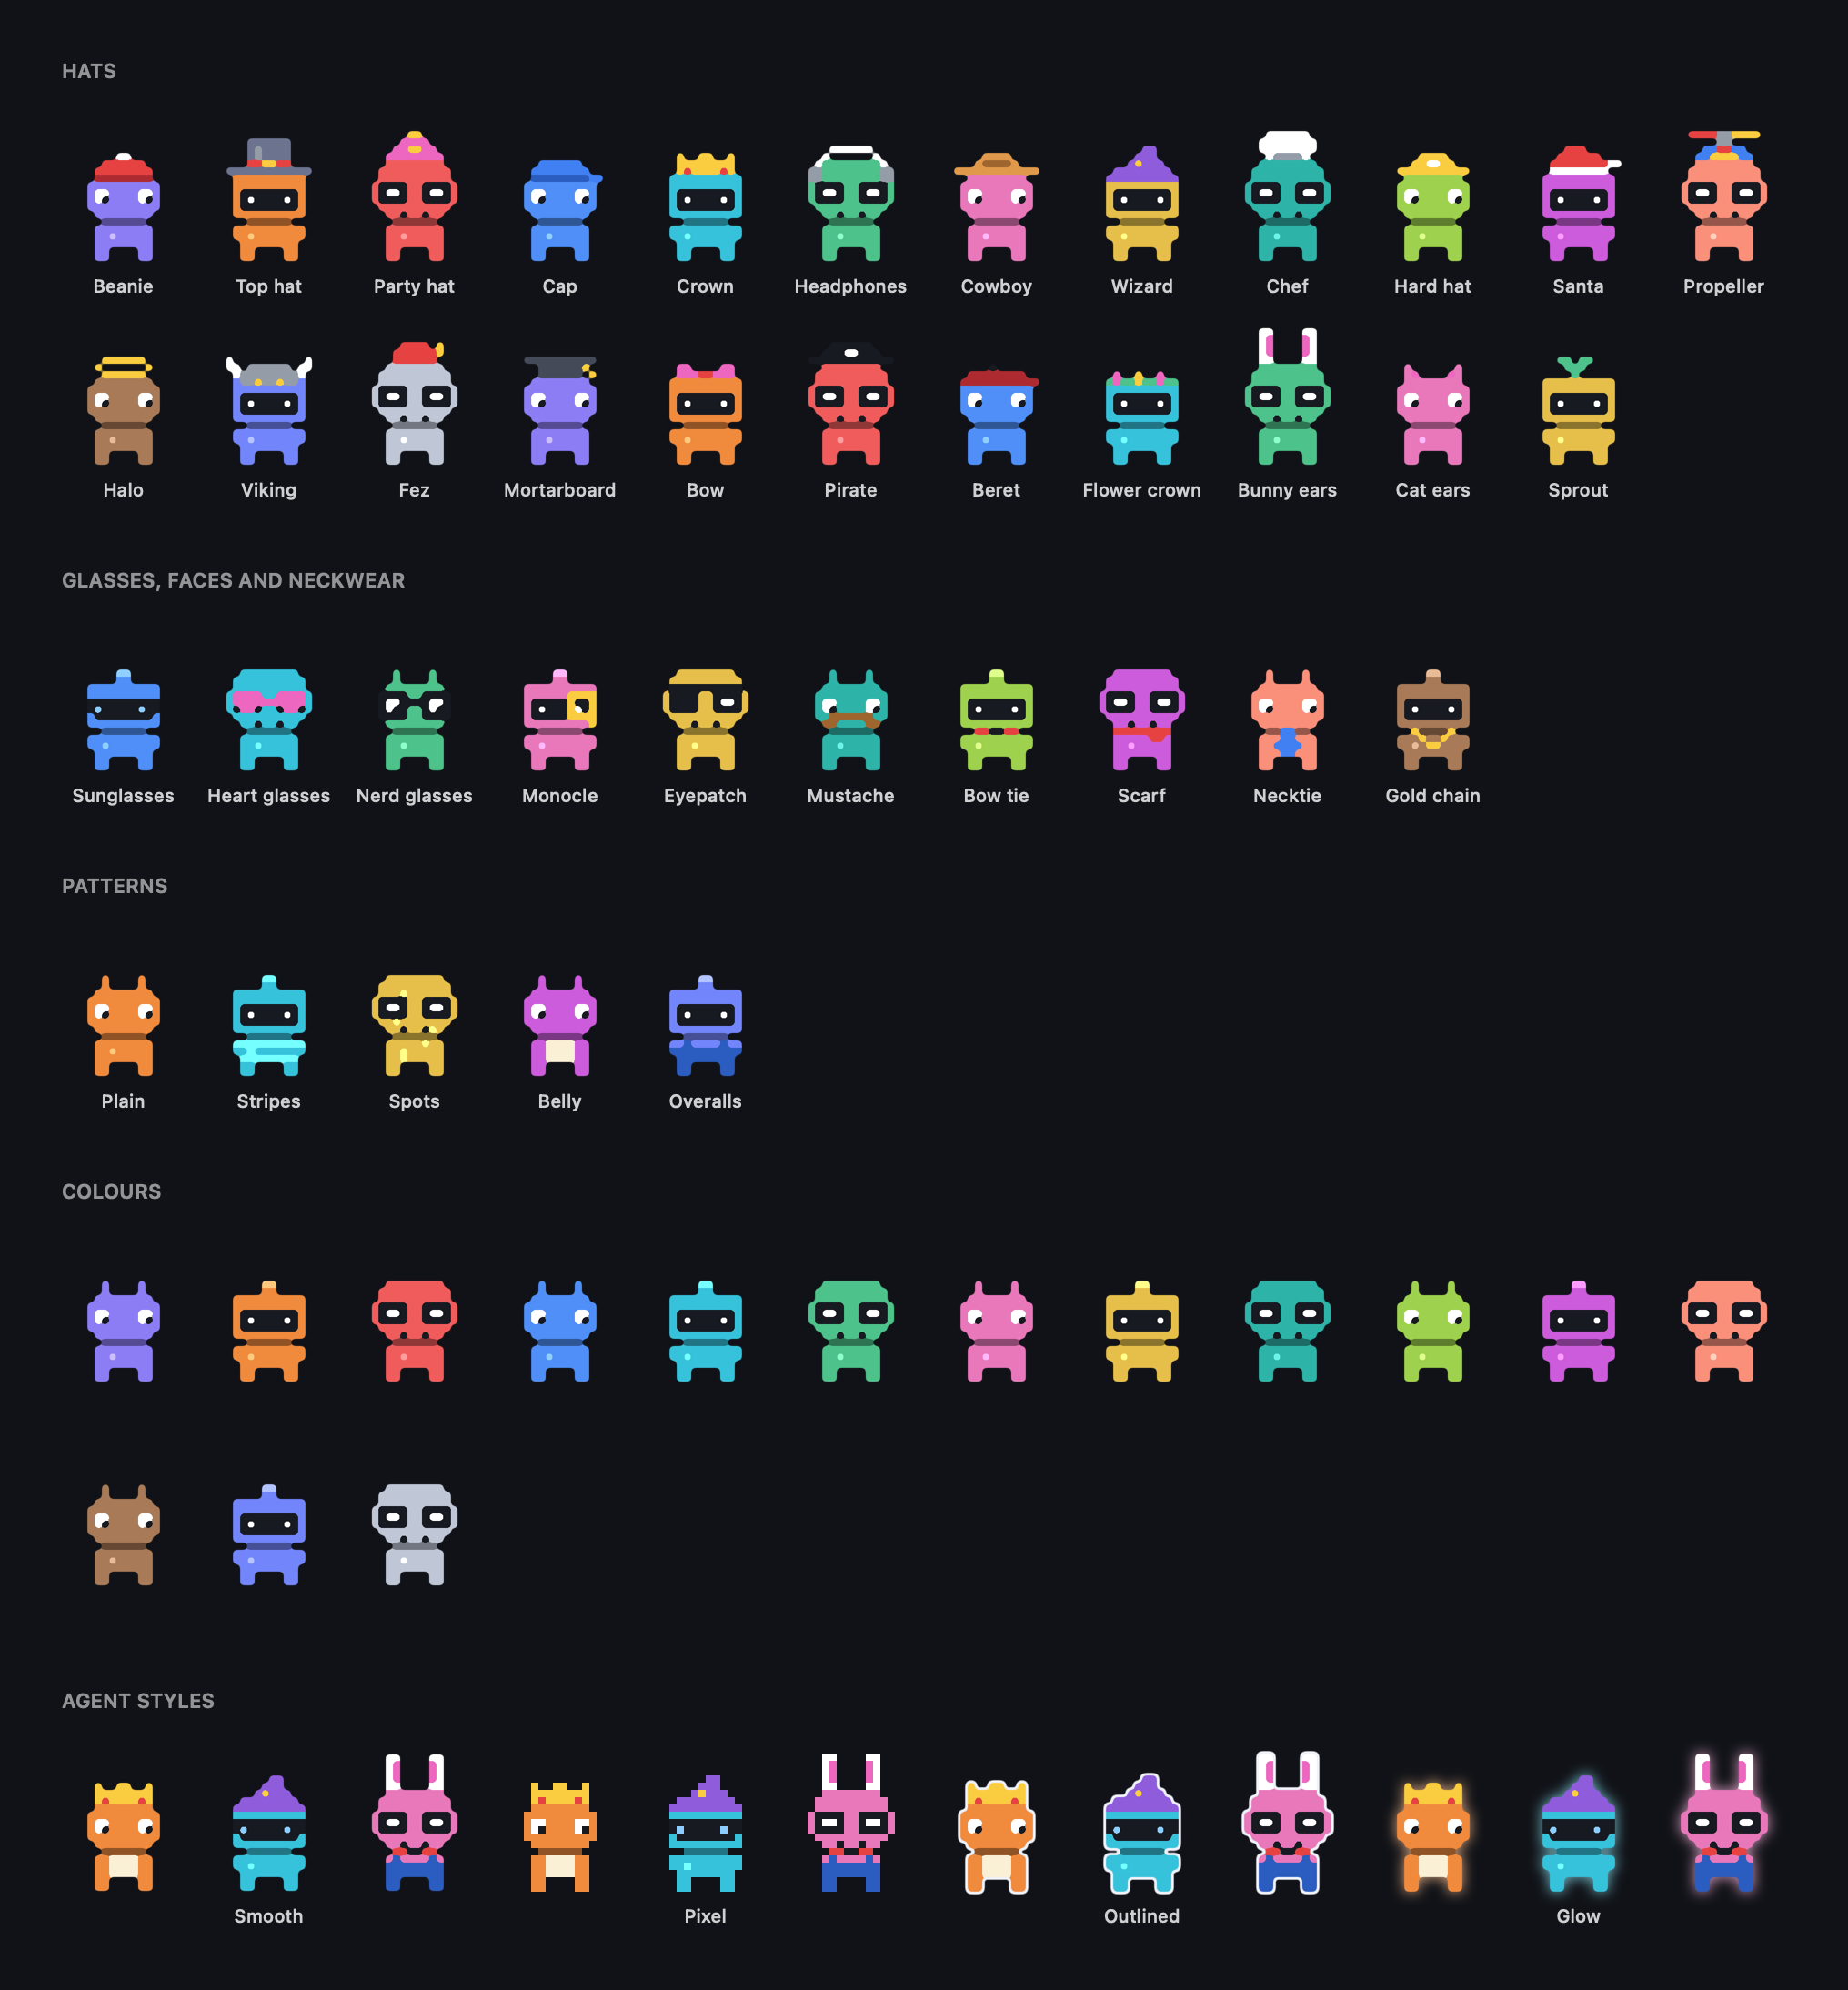 HATS
Beanie Top hat Party hat Cap Crown Headphones Cowboy Wizard Chef Hard hat Santa Propeller
Halo Viking Fez Mortarboard Bow Pirate Beret Flower crown Bunny ears Cat ears Sprout
GLASSES, FACES AND NECKWEAR
Sunglasses Heart glasses Nerd glasses Monocle Eyepatch Mustache Bow tie Scarf Necktie Gold chain
PATTERNS
Plain Stripes Spots Belly Overalls
COLOURS
AGENT STYLES
Smooth Pixel Outlined Glow